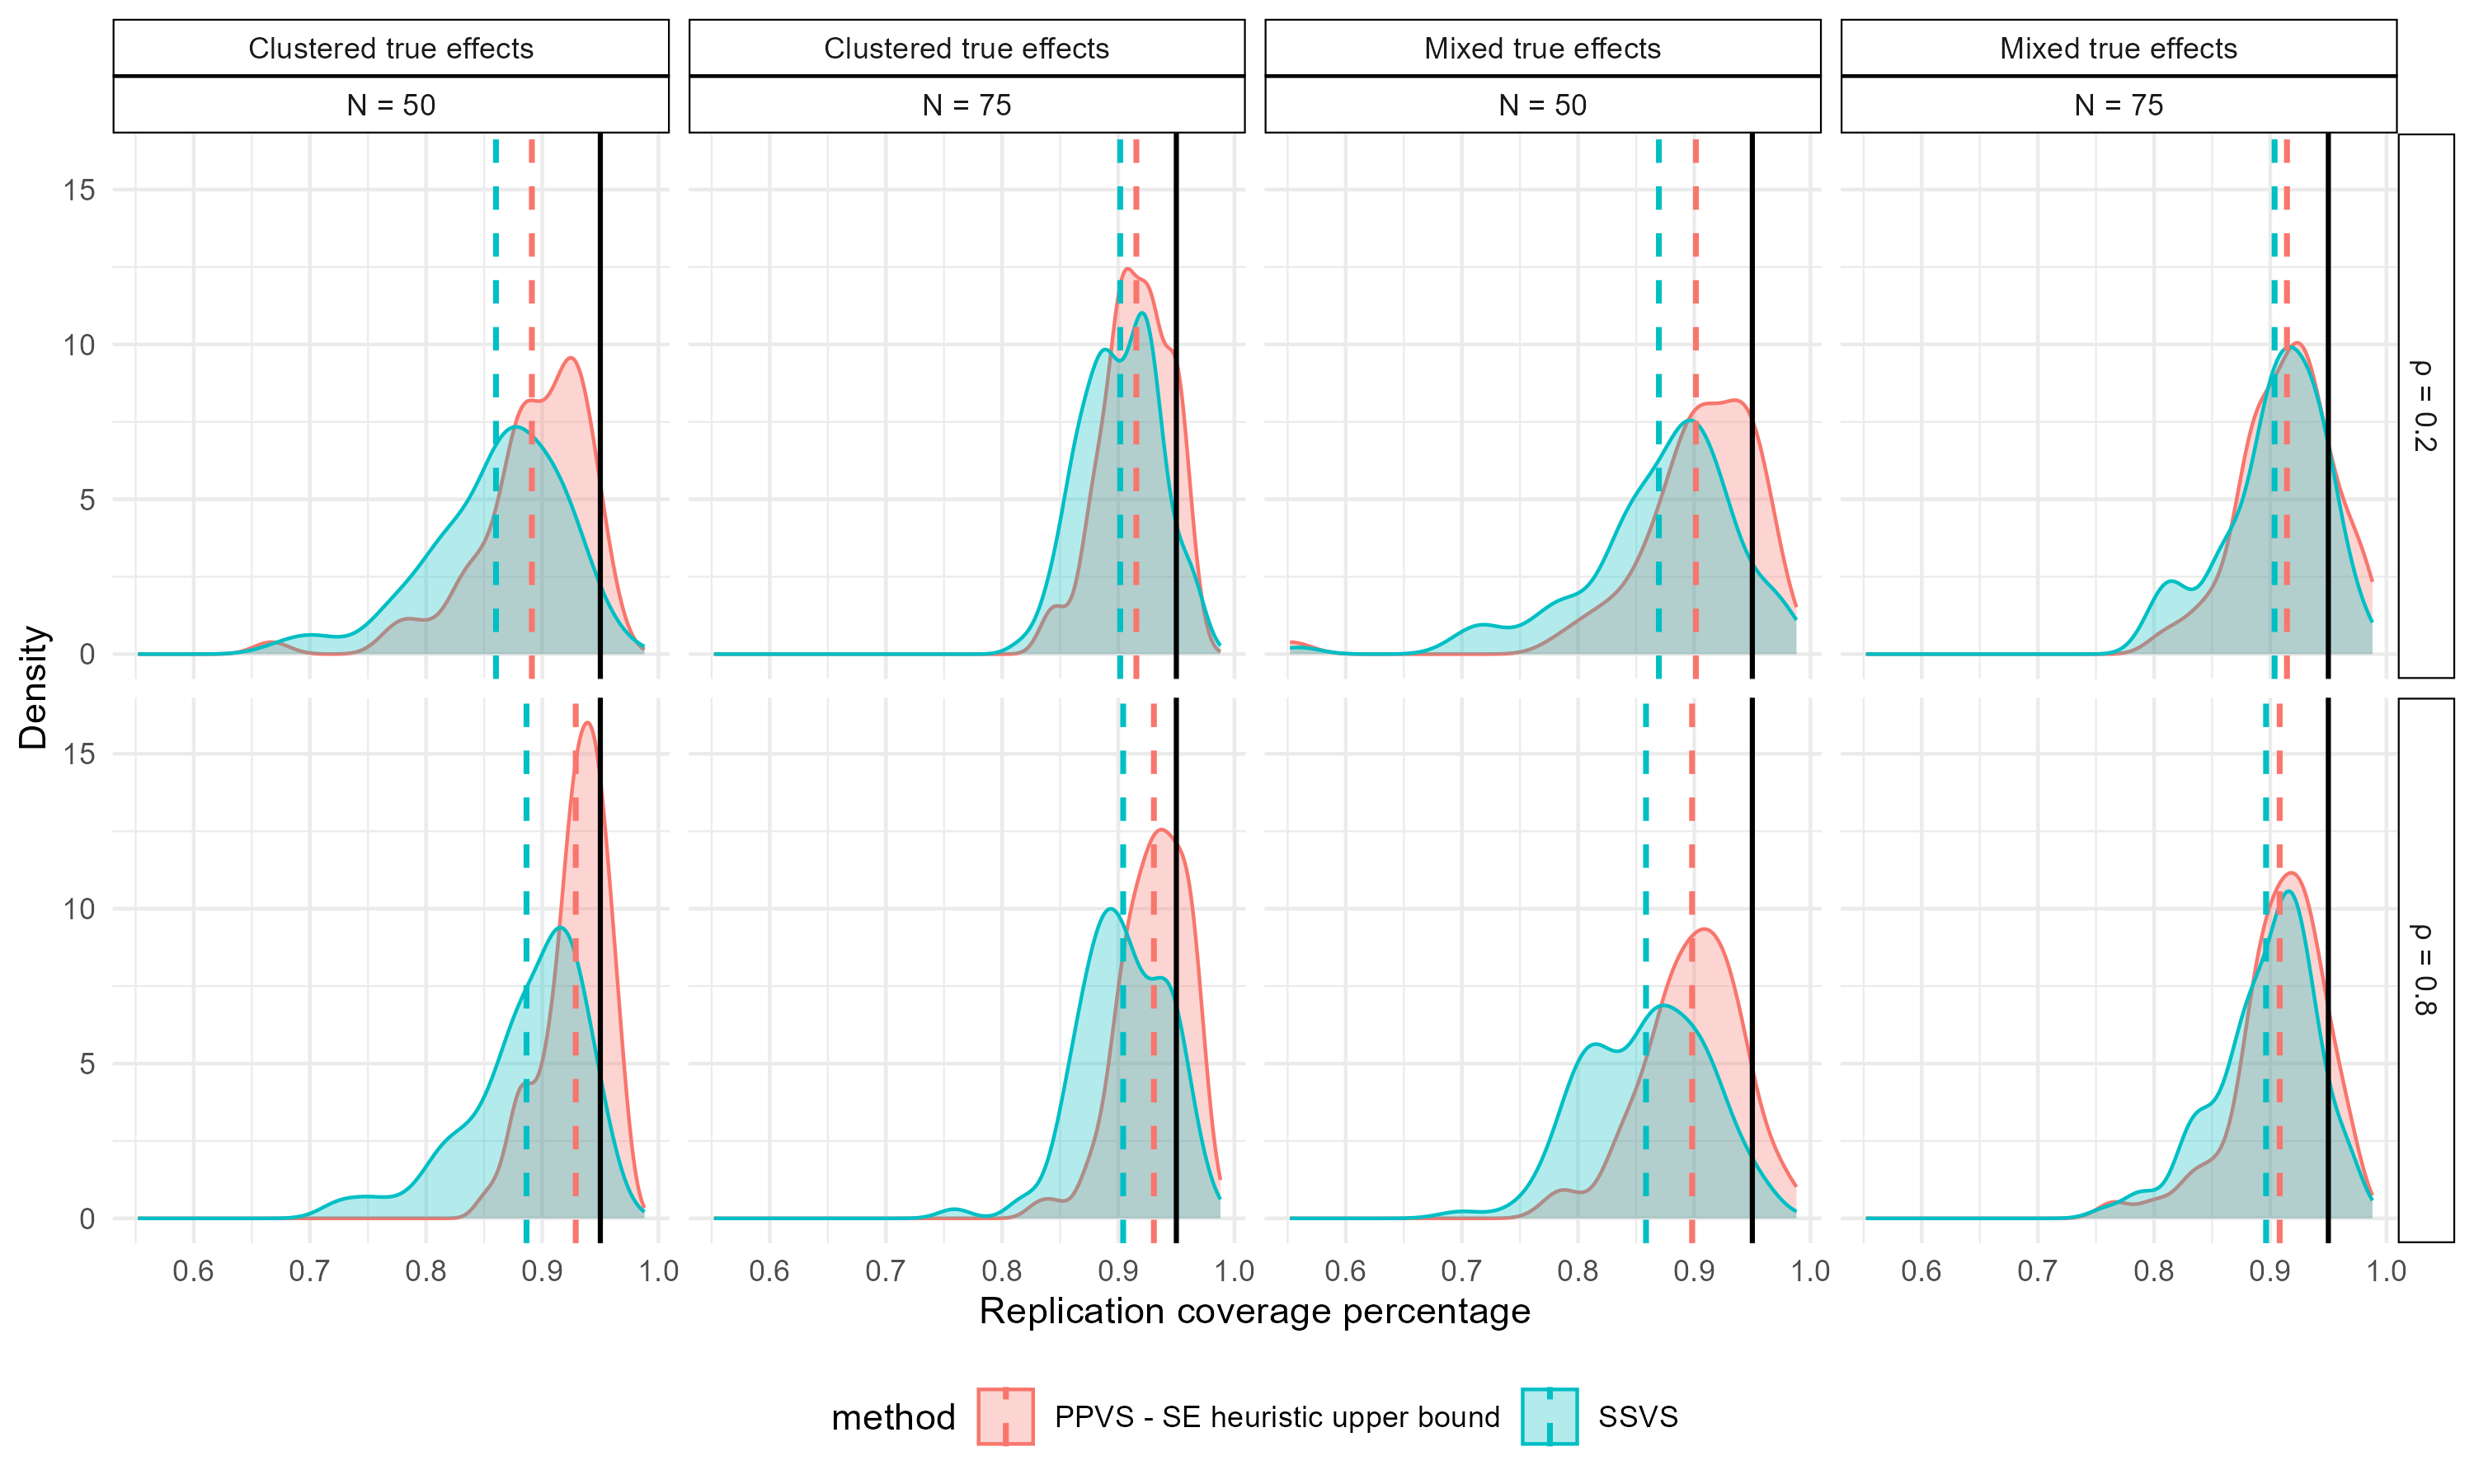 Clustered true effects
Clustered true effects
Mixed true effects
Mixed true effects
N = 50
N = 75
N = 50
N = 75
15
10
5
0
ρ = 0.2
Density
15
10
5
0
ρ = 0.8
0.6 0.7 0.8 0.9 1.0
0.6 0.7 0.8 0.9 1.0
0.6 0.7 0.8 0.9 1.0
0.6 0.7 0.8 0.9 1.0
Replication coverage percentage
method PPVS - SE heuristic upper bound SSVS